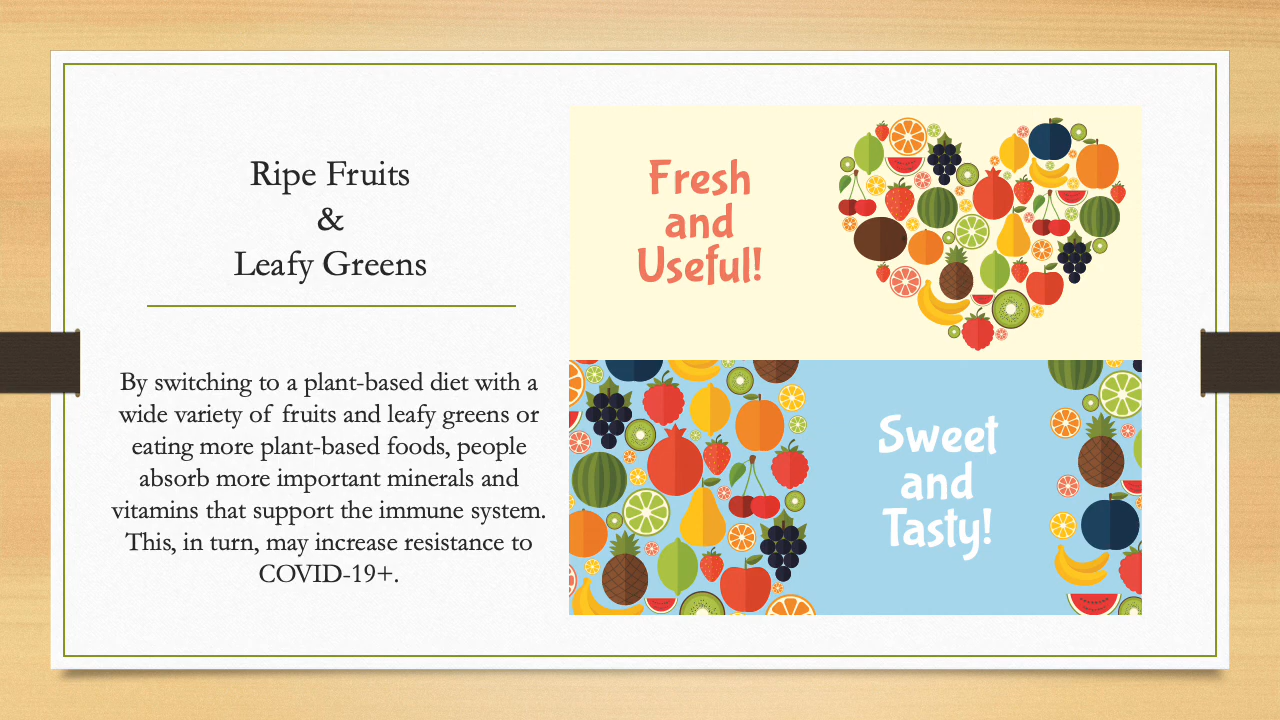 Ripe Fruits
&
Leafy Greens
By switching to a plant-based diet with a
wide variety of fruits and leafy greens or
eating more plant-based foods, people
absorb more important minerals and
vitamins that support the immune system.
This, in turn, may increase resistance to
COVID-19+.
Fresh
and
Useful!
Sweet
and
Tasty!